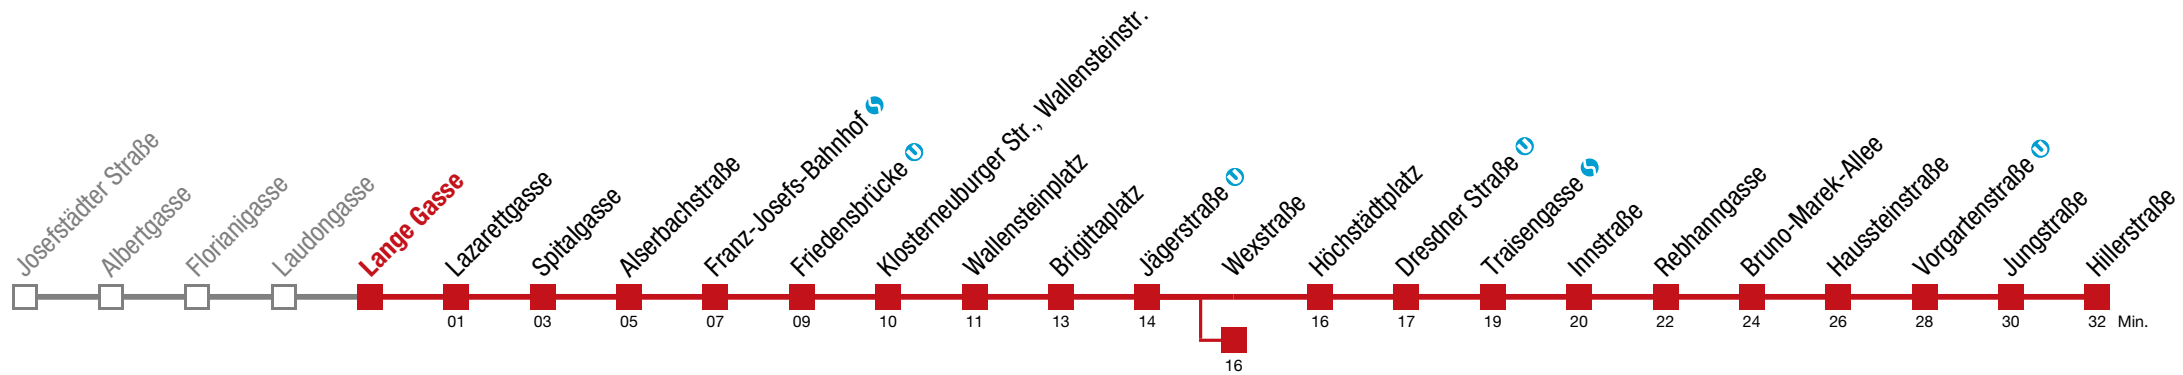 Josefstädter Straße
Albertgasse
Florianigasse
Laudongasse
Lange Gasse
Lazarettgasse
Spitalgasse
Alserbachstraße
Franz-Josefs-Bahnhof S
Friedensbrücke U
Klosterneuburger Str., Wallensteinstr.
Wallensteinplatz
Brigittaplatz
Jägerstraße U
Wexstraße
Höchstädtplatz
Dresdner Straße U
Traisengasse S
Innstraße
Rebhanngasse
Bruno-Marek-Allee
Haussteinstraße
Vorgartenstraße U
Jungstraße
Hillerstraße
01 03 05 07 09 10 11 13 14 16 17 19 20 22 24 26 28 30 32 Min.
16